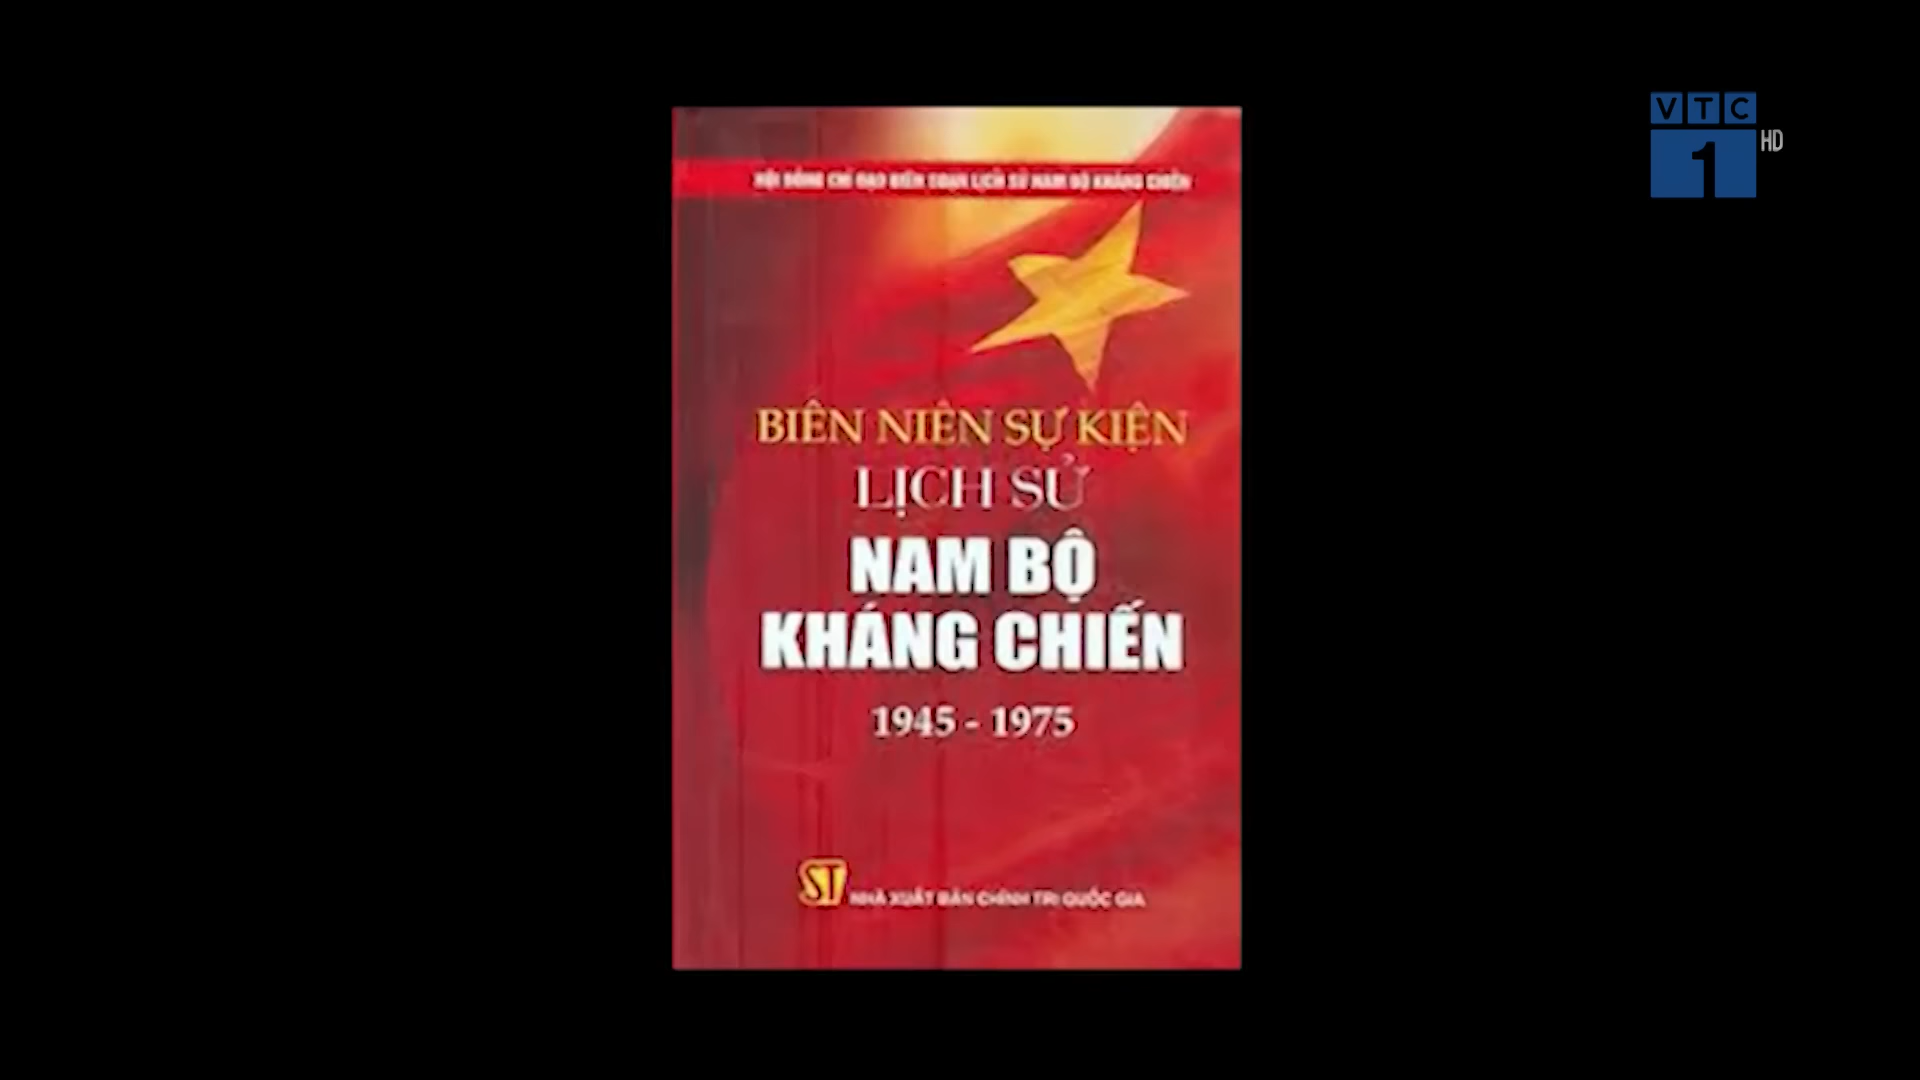 VTC
1 HD
HỘI ĐỒNG CHỈ ĐẠO BIÊN SOẠN LỊCH SỬ NAM BỘ KHÁNG CHIẾN
BIÊN NIÊN SỰ KIỆN
LỊCH SỬ
NAM BỘ
KHÁNG CHIẾN
1945 - 1975
ST NHÀ XUẤT BẢN CHÍNH TRỊ QUỐC GIA